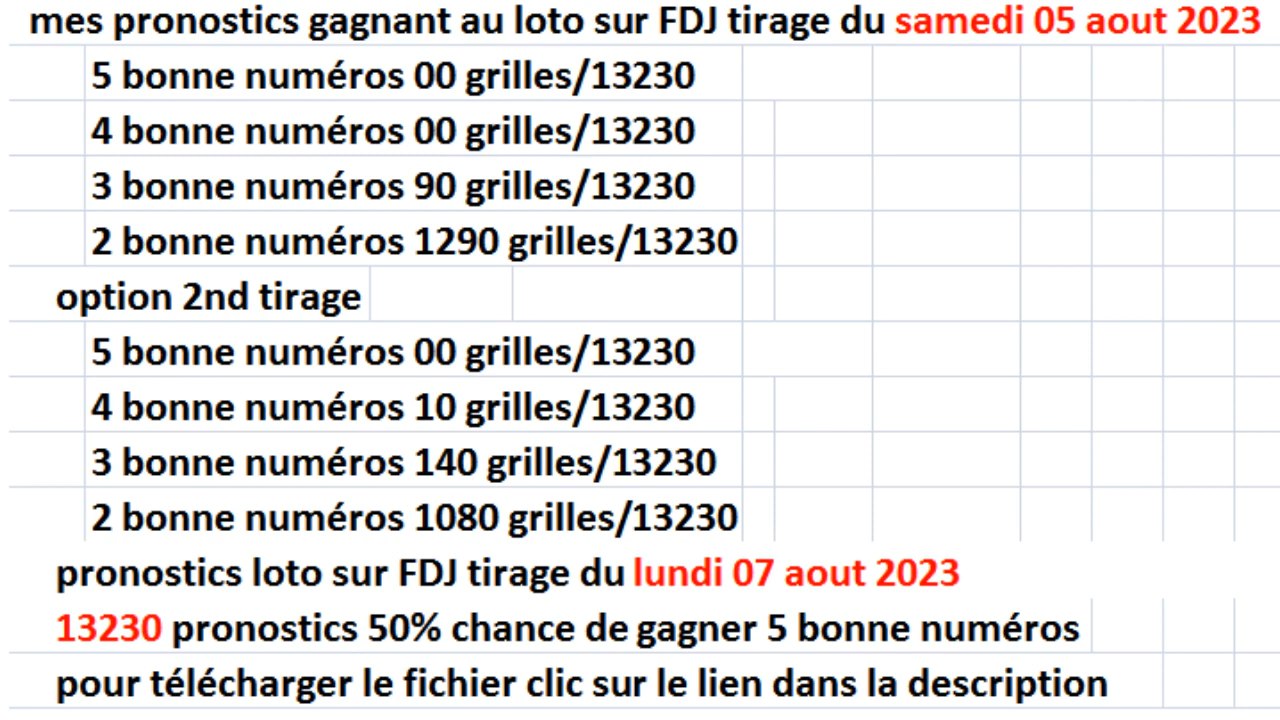 mes pronostics gagnant au loto sur FDJ tirage du samedi 05 aout 2023
5 bonne numéros 00 grilles/13230
4 bonne numéros 00 grilles/13230
3 bonne numéros 90 grilles/13230
2 bonne numéros 1290 grilles/13230
option 2nd tirage
5 bonne numéros 00 grilles/13230
4 bonne numéros 10 grilles/13230
3 bonne numéros 140 grilles/13230
2 bonne numéros 1080 grilles/13230
pronostics loto sur FDJ tirage du lundi 07 aout 2023
13230 pronostics 50% chance de gagner 5 bonne numéros
pour télécharger le fichier clic sur le lien dans la description